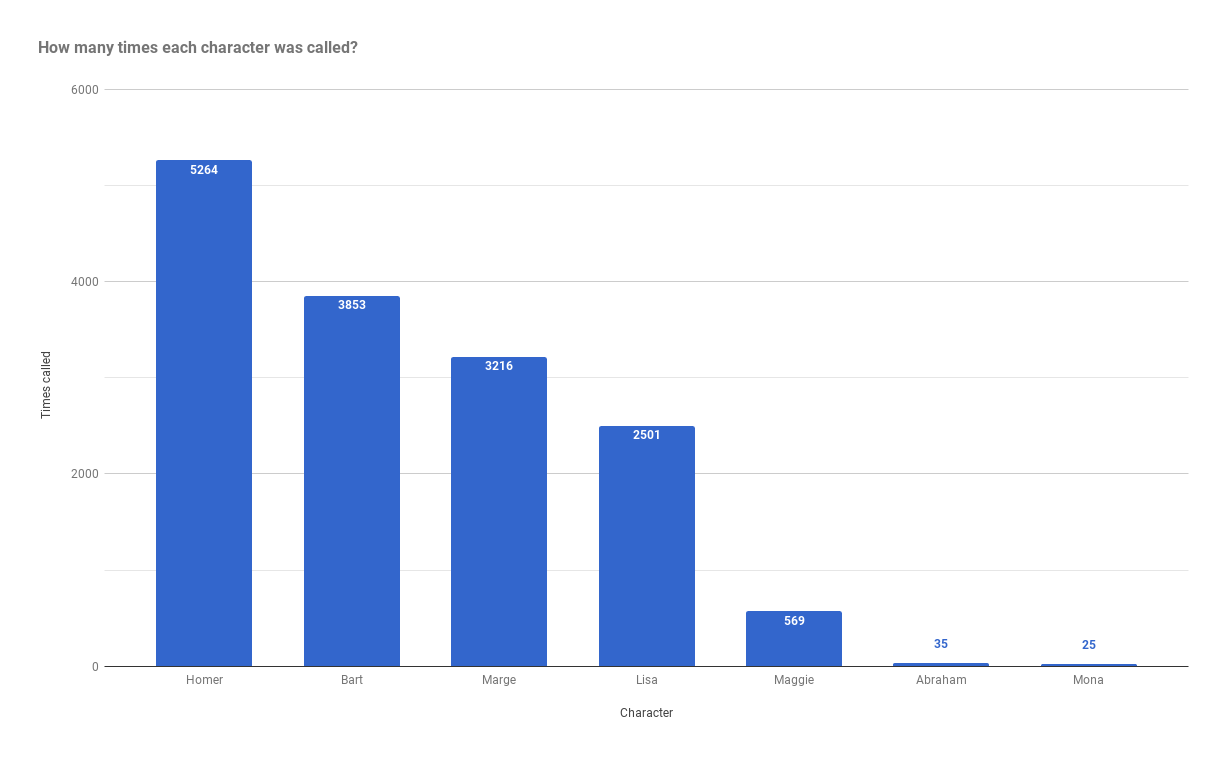 How many times each character was called?
6000
4000
2000
0
Times called
5264
3853
3216
2501
569
35
25
Homer Bart Marge Lisa Maggie Abraham Mona
Character